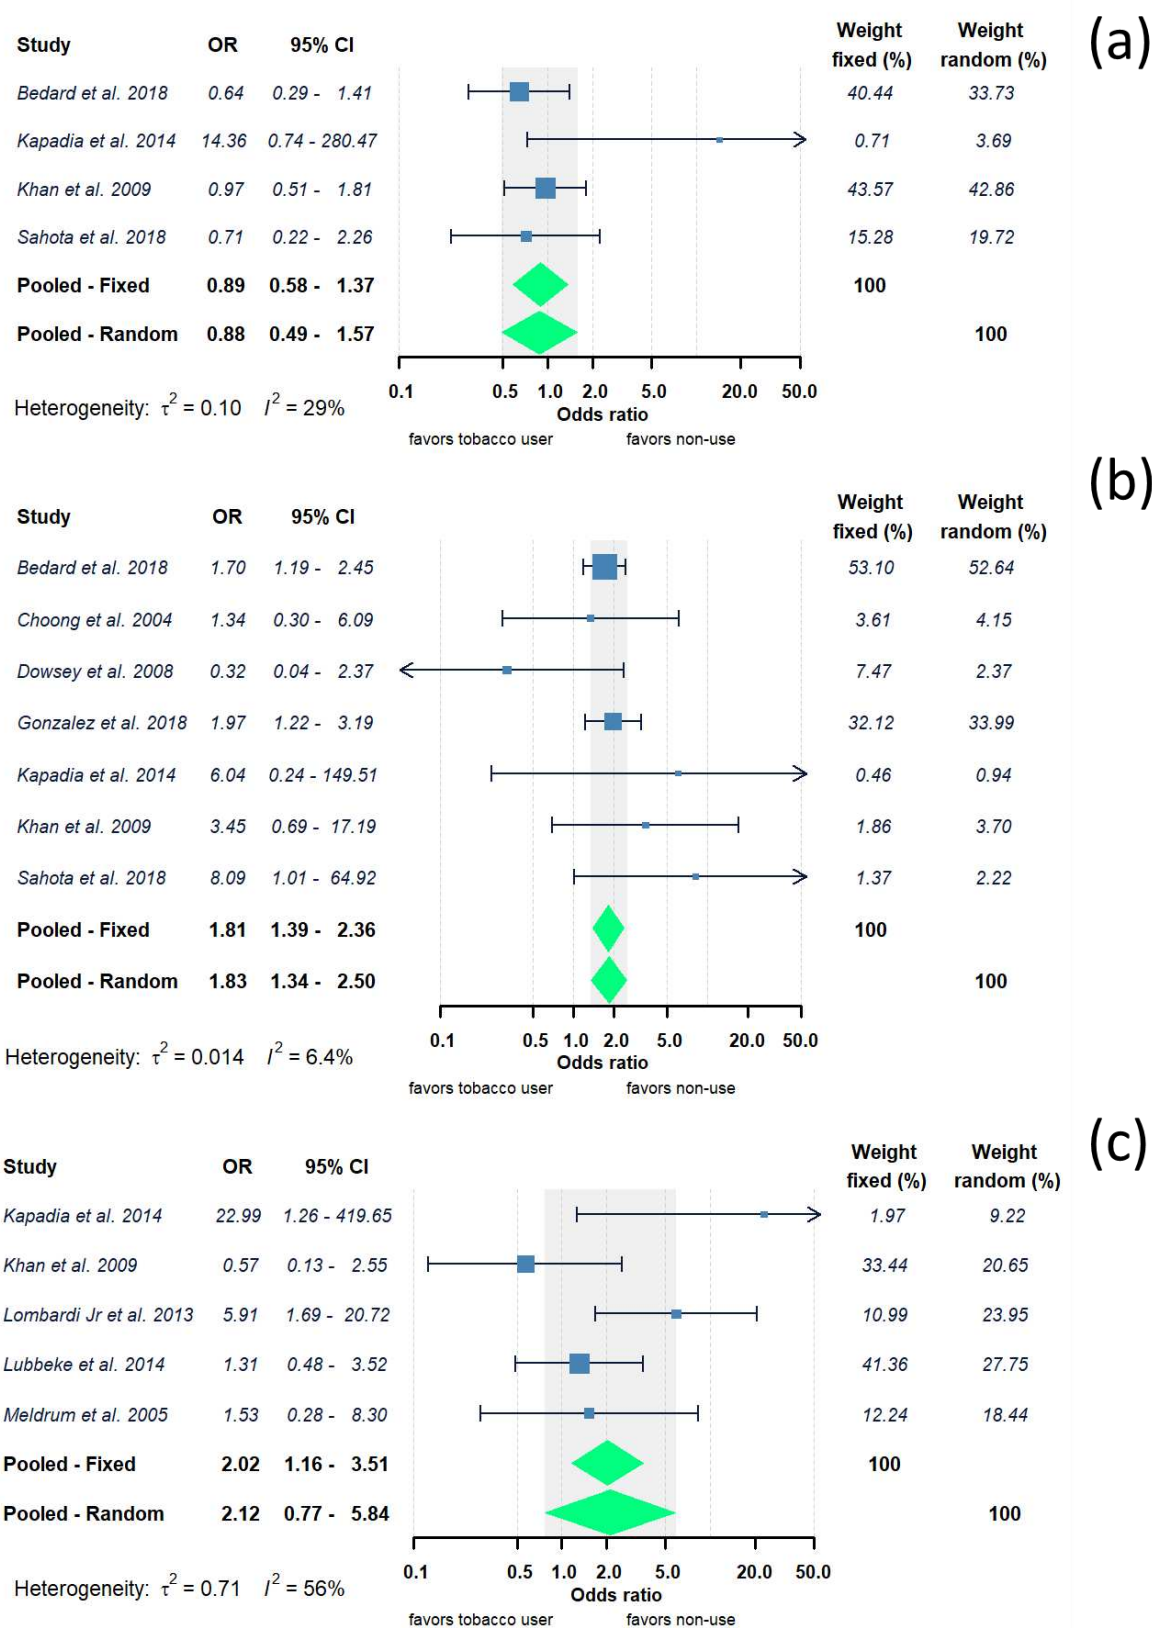 (a)
Study OR 95% CI Weight fixed (%) Weight random (%)
Bedard et al. 2018 0.64 0.29 - 1.41 40.44 33.73
Kapadia et al. 2014 14.36 0.74 - 280.47 0.71 3.69
Khan et al. 2009 0.97 0.51 - 1.81 43.57 42.86
Sahota et al. 2018 0.71 0.22 - 2.26 15.28 19.72
Pooled - Fixed 0.89 0.58 - 1.37 100
Pooled - Random 0.88 0.49 - 1.57 100
0.1 0.5 1.0 2.0 5.0 20.0 50.0
Heterogeneity: τ² = 0.10 I² = 29%
Odds ratio
favors tobacco user favors non-use
(b)
Study OR 95% CI Weight fixed (%) Weight random (%)
Bedard et al. 2018 1.70 1.19 - 2.45 53.10 52.64
Choong et al. 2004 1.34 0.30 - 6.09 3.61 4.15
Dowsey et al. 2008 0.32 0.04 - 2.37 7.47 2.37
Gonzalez et al. 2018 1.97 1.22 - 3.19 32.12 33.99
Kapadia et al. 2014 6.04 0.24 - 149.51 0.46 0.94
Khan et al. 2009 3.45 0.69 - 17.19 1.86 3.70
Sahota et al. 2018 8.09 1.01 - 64.92 1.37 2.22
Pooled - Fixed 1.81 1.39 - 2.36 100
Pooled - Random 1.83 1.34 - 2.50 100
0.1 0.5 1.0 2.0 5.0 20.0 50.0
Heterogeneity: τ² = 0.014 I² = 6.4%
Odds ratio
favors tobacco user favors non-use
(c)
Study OR 95% CI Weight fixed (%) Weight random (%)
Kapadia et al. 2014 22.99 1.26 - 419.65 1.97 9.22
Khan et al. 2009 0.57 0.13 - 2.55 33.44 20.65
Lombardi Jr et al. 2013 5.91 1.69 - 20.72 10.99 23.95
Lubbeke et al. 2014 1.31 0.48 - 3.52 41.36 27.75
Meldrum et al. 2005 1.53 0.28 - 8.30 12.24 18.44
Pooled - Fixed 2.02 1.16 - 3.51 100
Pooled - Random 2.12 0.77 - 5.84 100
0.1 0.5 1.0 2.0 5.0 20.0 50.0
Heterogeneity: τ² = 0.71 I² = 56%
Odds ratio
favors tobacco user favors non-use